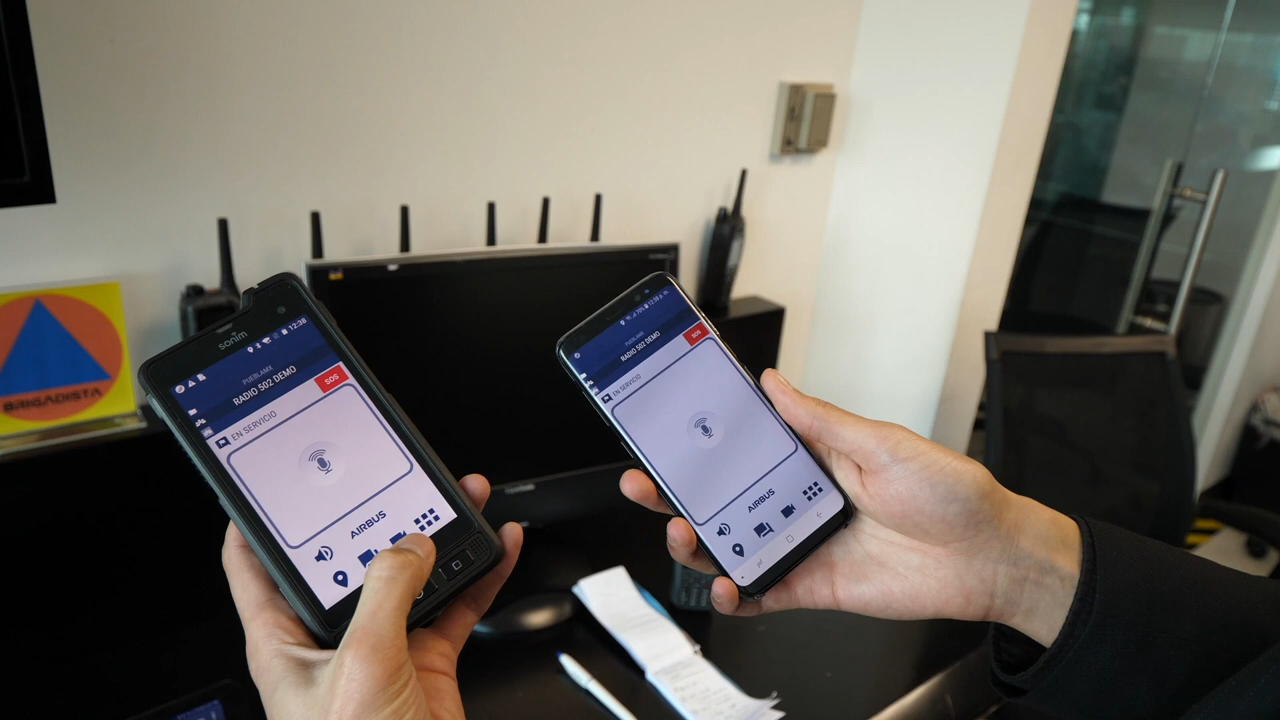 BRIGADISTA
sonim
12:38
PUEBLAMX
RADIO 502 DEMO
SOS
EN SERVICIO
AIRBUS
PUEBLAMX
RADIO 502 DEMO
SOS
EN SERVICIO
AIRBUS